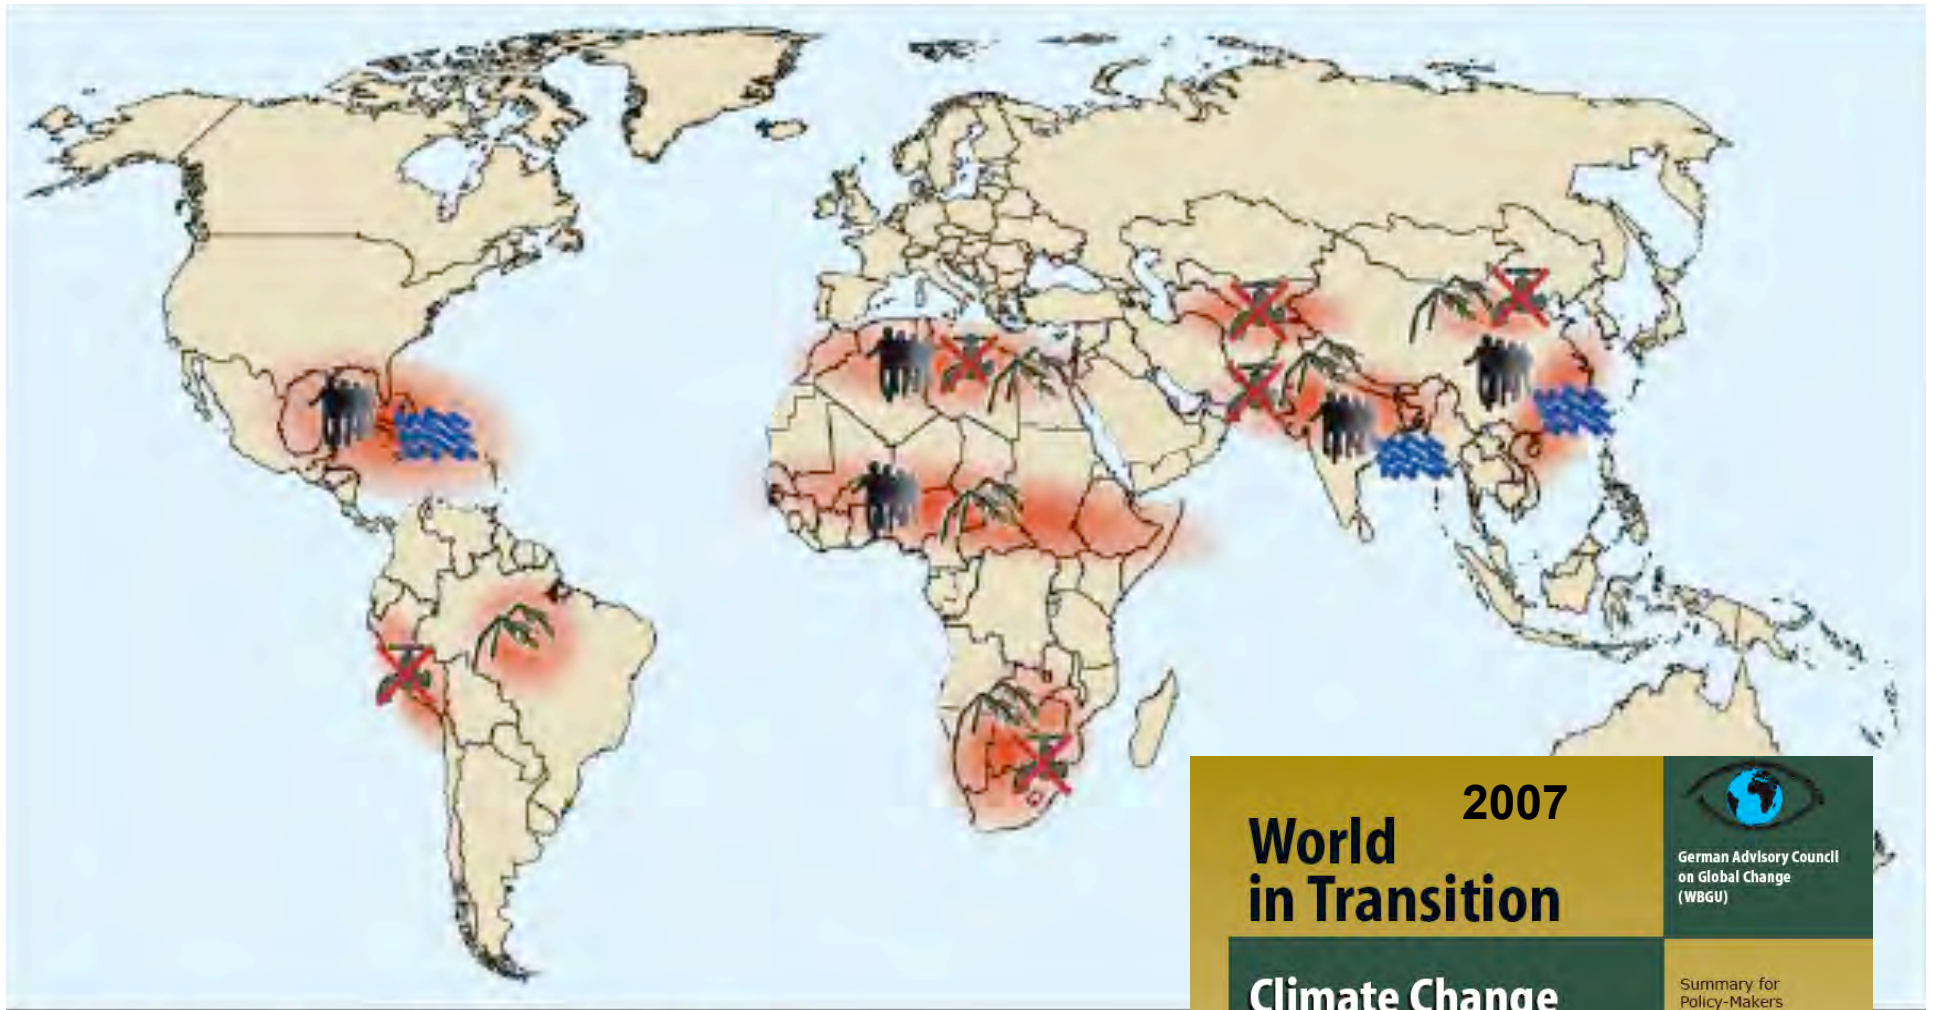 2007
World
in Transition
German Advisory Council
on Global Change
(WBGU)
Climate Change
Summary for
Policy-Makers